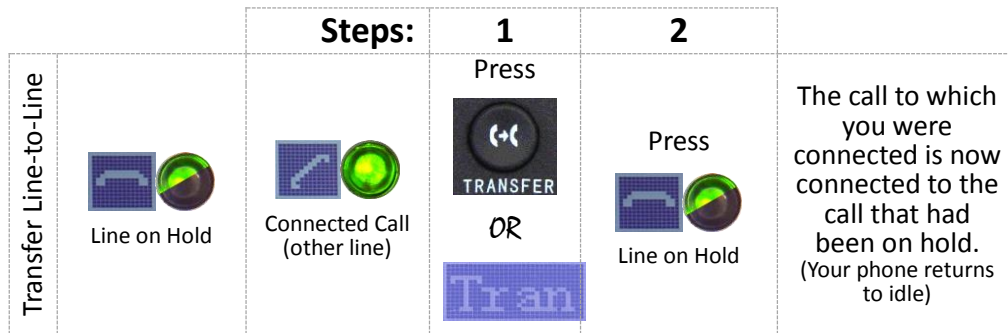 Steps:
1
2
Transfer Line-to-Line
Line on Hold
Connected Call
(other line)
Press
TRANSFER
OR
Tran
Press
Line on Hold
The call to which
you were
connected is now
connected to the
call that had
been on hold.
(Your phone returns
to idle)